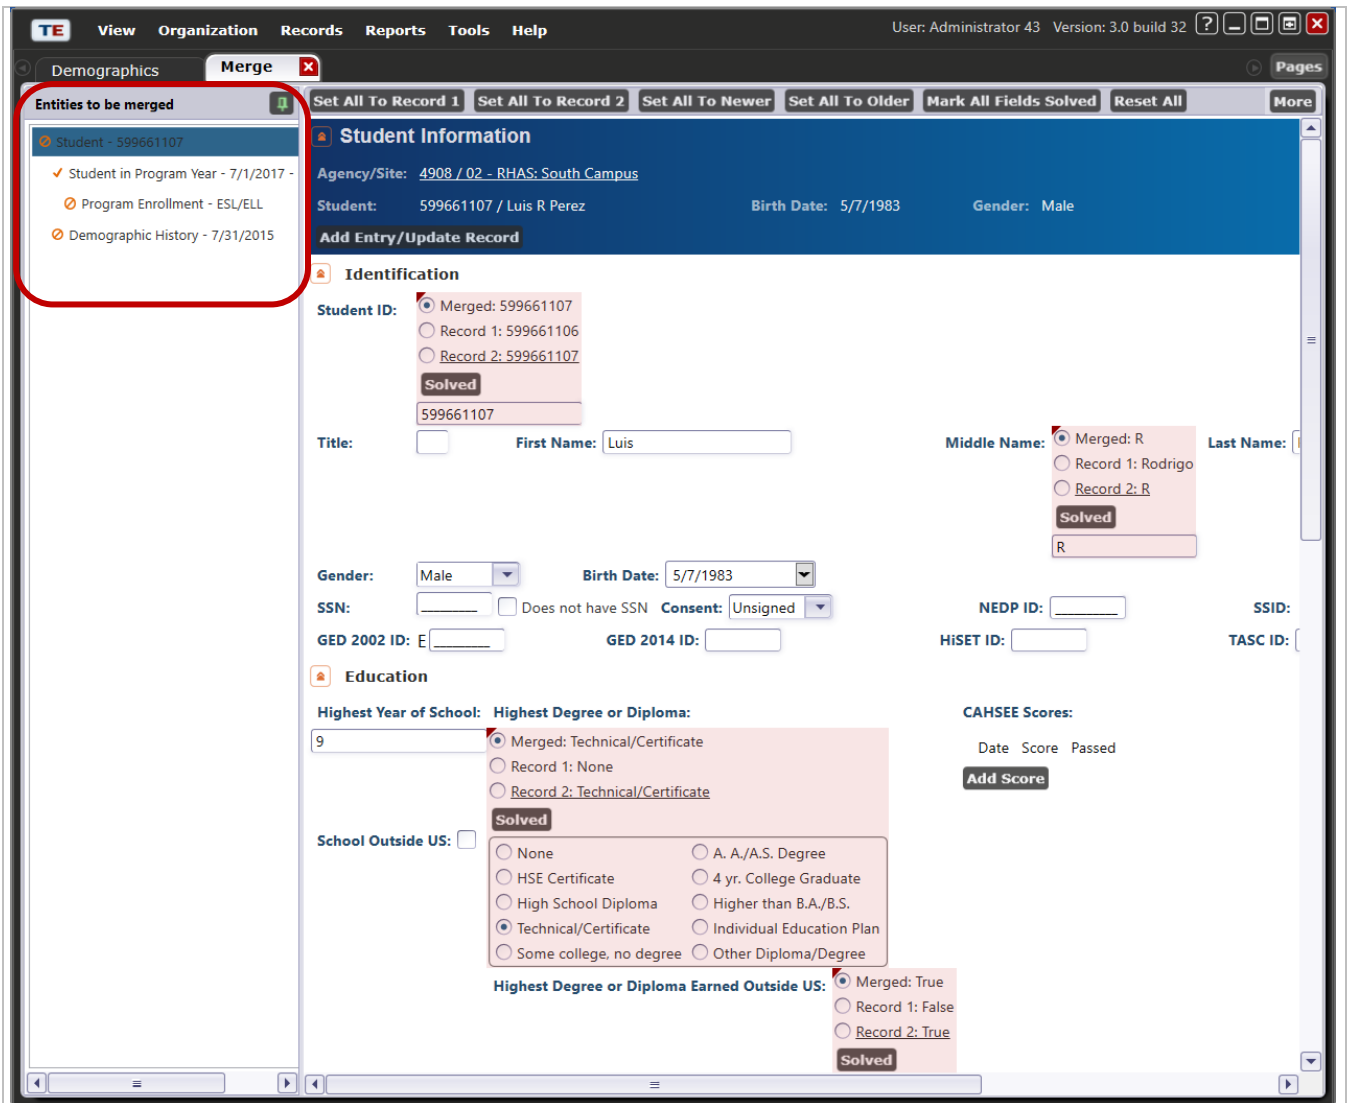 TE View Organization Records Reports Tools Help User: Administrator 43 Version: 3.0 build 32 ?
Demographics Merge Pages
Entities to be merged
Student - 599661107
Student in Program Year - 7/1/2017 -
Program Enrollment - ESL/ELL
Demographic History - 7/31/2015
Set All To Record 1 Set All To Record 2 Set All To Newer Set All To Older Mark All Fields Solved Reset All More
Student Information
Agency/Site: 4908 / 02 - RHAS: South Campus
Student: 599661107 / Luis R Perez Birth Date: 5/7/1983 Gender: Male
Add Entry/Update Record
Identification
Student ID:
Merged: 599661107
Record 1: 599661106
Record 2: 599661107
Solved
599661107
Title: First Name: Luis Middle Name:
Merged: R
Record 1: Rodrigo
Record 2: R
Solved
R
Last Name:
Gender: Male Birth Date: 5/7/1983
SSN: _________ Does not have SSN Consent: Unsigned NEDP ID: __________ SSID:
GED 2002 ID: E _________ GED 2014 ID: HiSET ID: TASC ID:
Education
Highest Year of School: Highest Degree or Diploma: CAHSEE Scores:
9
Merged: Technical/Certificate
Record 1: None
Record 2: Technical/Certificate
Solved
Date Score Passed
Add Score
School Outside US:
None A. A./A.S. Degree
HSE Certificate 4 yr. College Graduate
High School Diploma Higher than B.A./B.S.
Technical/Certificate Individual Education Plan
Some college, no degree Other Diploma/Degree
Highest Degree or Diploma Earned Outside US:
Merged: True
Record 1: False
Record 2: True
Solved